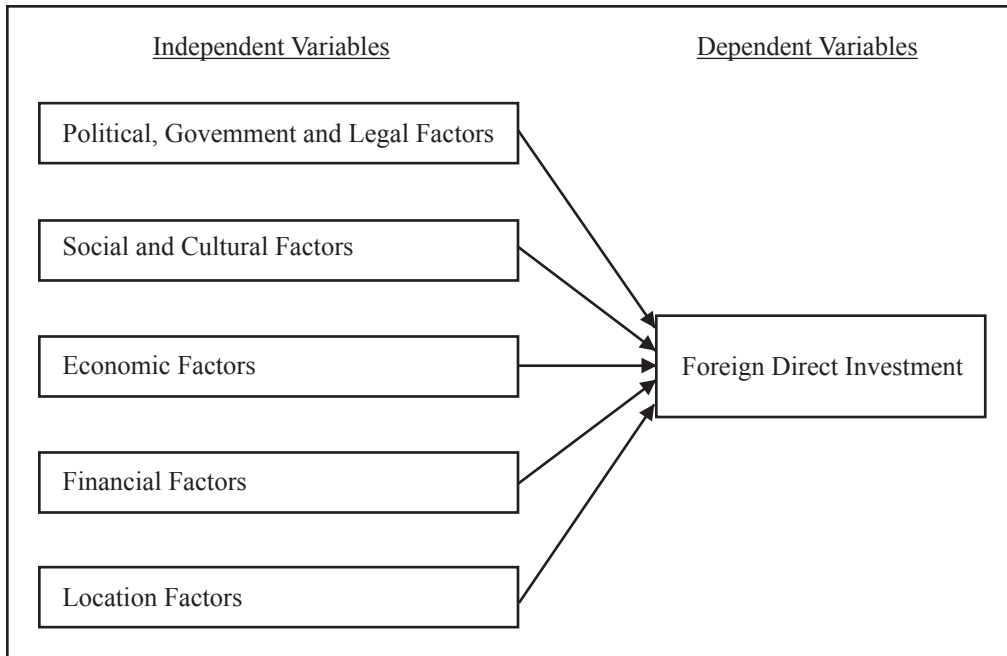 Independent Variables
Dependent Variables
Political, Govemment and Legal Factors
Social and Cultural Factors
Economic Factors
Foreign Direct Investment
Financial Factors
Location Factors